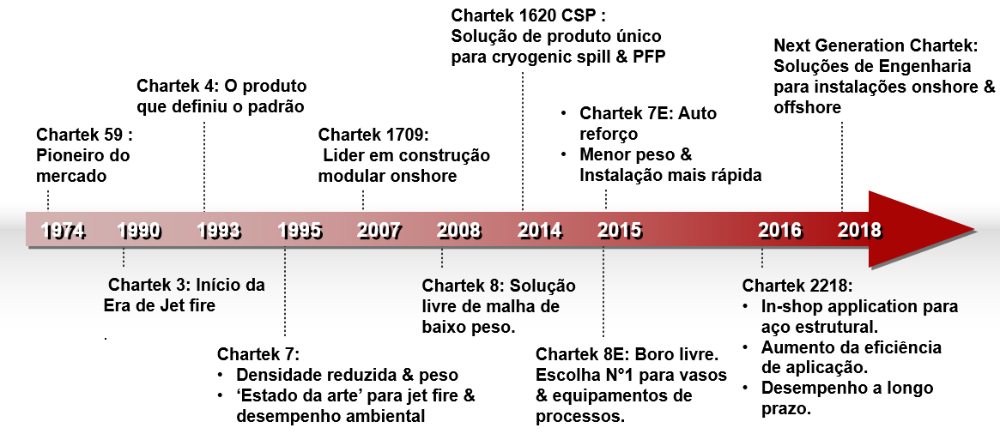 Chartek 1620 CSP :
Solução de produto único
para cryogenic spill & PFP
Next Generation Chartek:
Soluções de Engenharia
para instalações onshore &
offshore
Chartek 4: O produto
que definiu o padrão
Chartek 59 :
Pioneiro do
mercado
Chartek 1709:
Lider em construção
modular onshore
• Chartek 7E: Auto
reforço
• Menor peso &
Instalação mais rápida
1974 1990 1993 1995 2007 2008 2014 2015 2016 2018
Chartek 3: Início da
Era de Jet fire
.
Chartek 7:
• Densidade reduzida & peso
• ‘Estado da arte’ para jet fire &
desempenho ambiental
Chartek 8: Solução
livre de malha de
baixo peso.
Chartek 8E: Boro livre.
Escolha N°1 para vasos
& equipamentos de
processos.
Chartek 2218:
• In-shop application para
aço estrutural.
• Aumento da eficiência
de aplicação.
• Desempenho a longo
prazo.